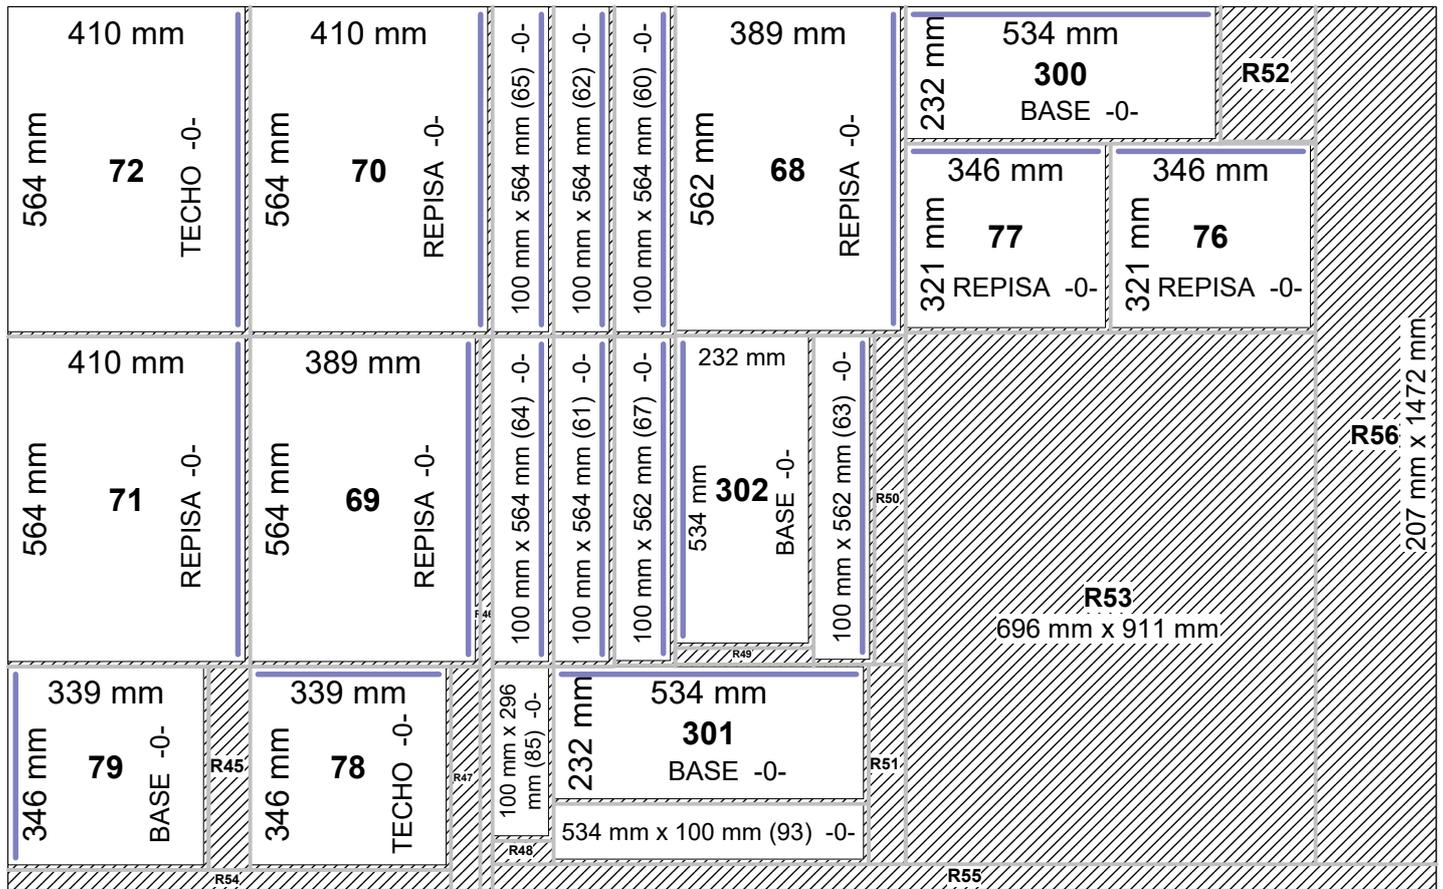 410 mm
564 mm
72
TECHO -0-
410 mm
564 mm
70
REPISA -0-
100 mm x 564 mm (65) -0-
100 mm x 564 mm (62) -0-
100 mm x 564 mm (60) -0-
389 mm
562 mm
68
REPISA -0-
534 mm
232 mm
300
BASE -0-
R52
346 mm
321 mm
77
REPISA -0-
346 mm
321 mm
76
REPISA -0-
R56
207 mm x 1472 mm
410 mm
564 mm
71
REPISA -0-
389 mm
564 mm
69
REPISA -0-
R46
100 mm x 564 mm (64) -0-
100 mm x 564 mm (61) -0-
100 mm x 562 mm (67) -0-
232 mm
534 mm
302
BASE -0-
R49
100 mm x 562 mm (63) -0-
R50
R53
696 mm x 911 mm
339 mm
346 mm
79
BASE -0-
R45
339 mm
346 mm
78
TECHO -0-
R47
100 mm x 296
mm (85) -0-
R48
534 mm
232 mm
301
BASE -0-
R51
534 mm x 100 mm (93) -0-
R54
R55